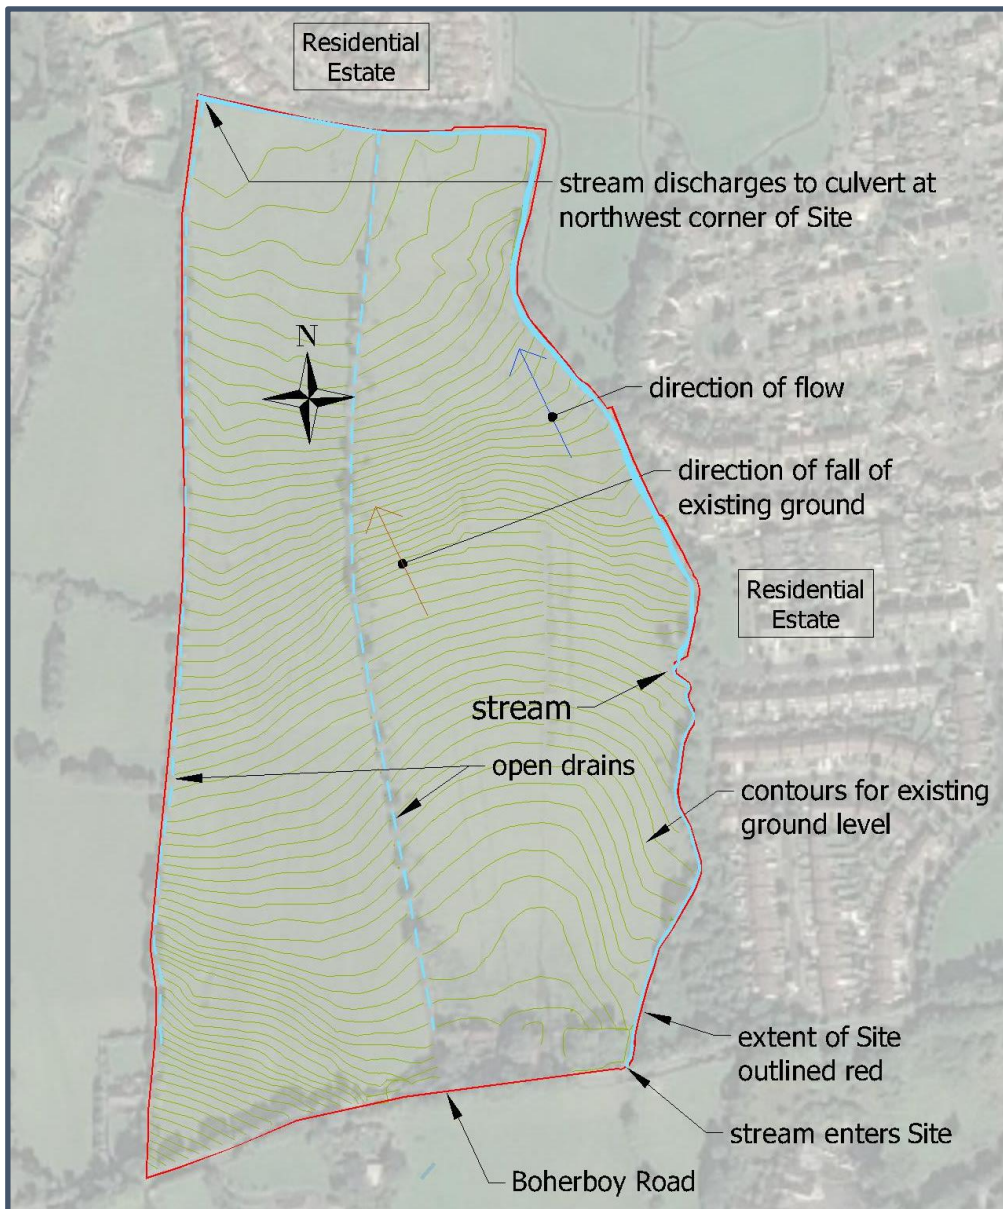 Residential
Estate
stream discharges to culvert at
northwest corner of Site
N
direction of flow
direction of fall of
existing ground
Residential
Estate
stream
open drains
contours for existing
ground level
extent of Site
outlined red
stream enters Site
Boherboy Road